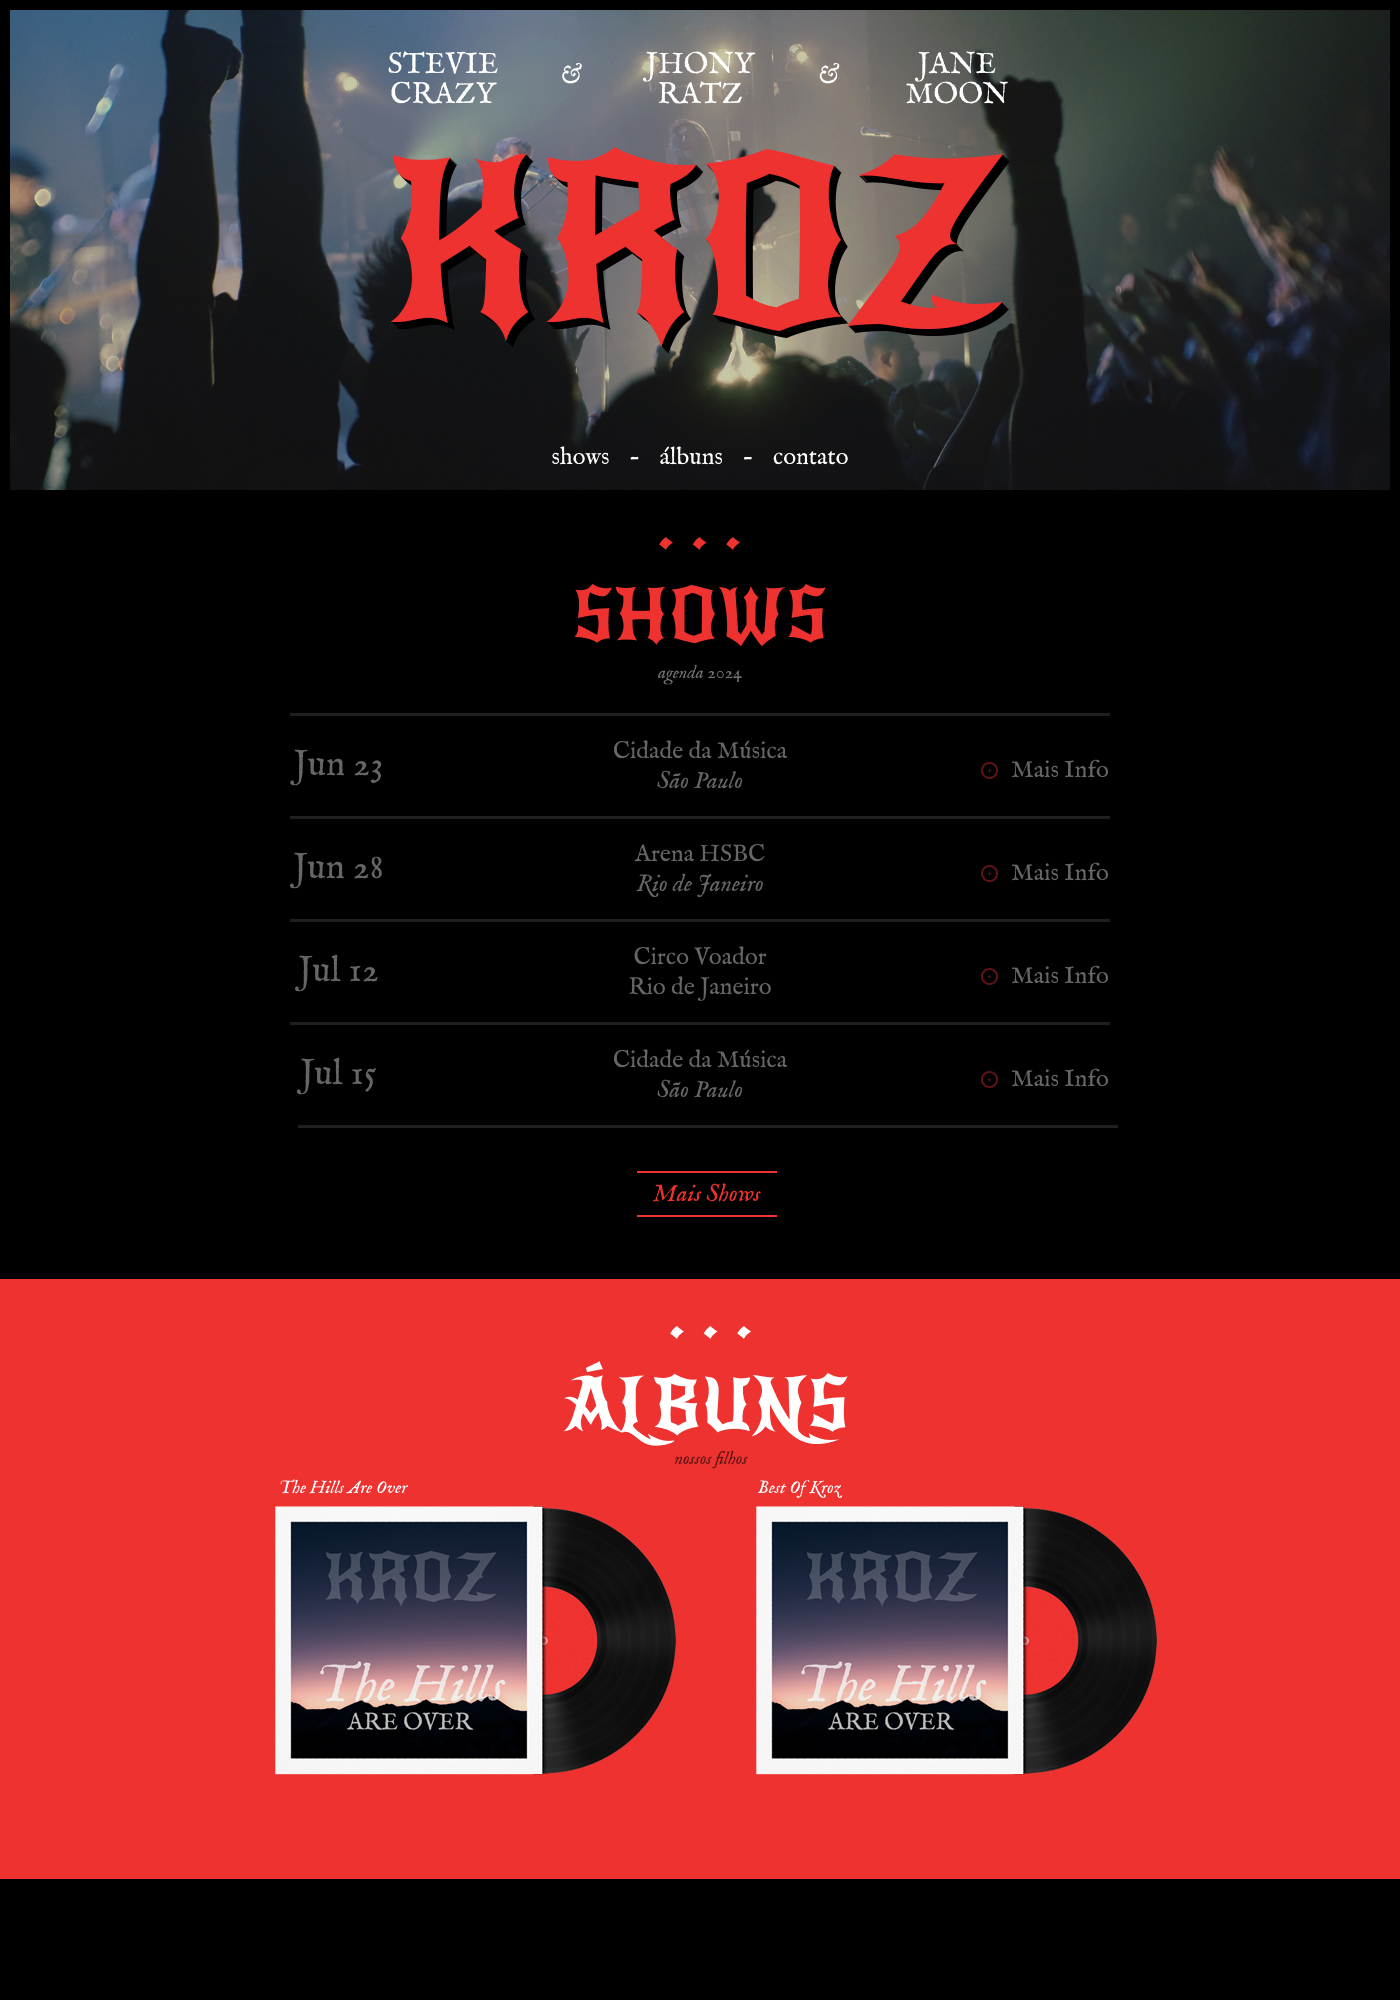 STEVIE & JHONY & JANE
CRAZY RATZ MOON
KROZ
shows - álbuns - contato
SHOWS
agenda 2024
Jun 23
Cidade da Música
São Paulo
Mais Info
Jun 28
Arena HSBC
Rio de Janeiro
Mais Info
Jul 12
Circo Voador
Rio de Janeiro
Mais Info
Jul 15
Cidade da Música
São Paulo
Mais Info
Mais Shows
ÁLBUNS
nossos filhos
The Hills Are Over
KROZ
The Hills
ARE OVER
Best Of Kroz
KROZ
The Hills
ARE OVER